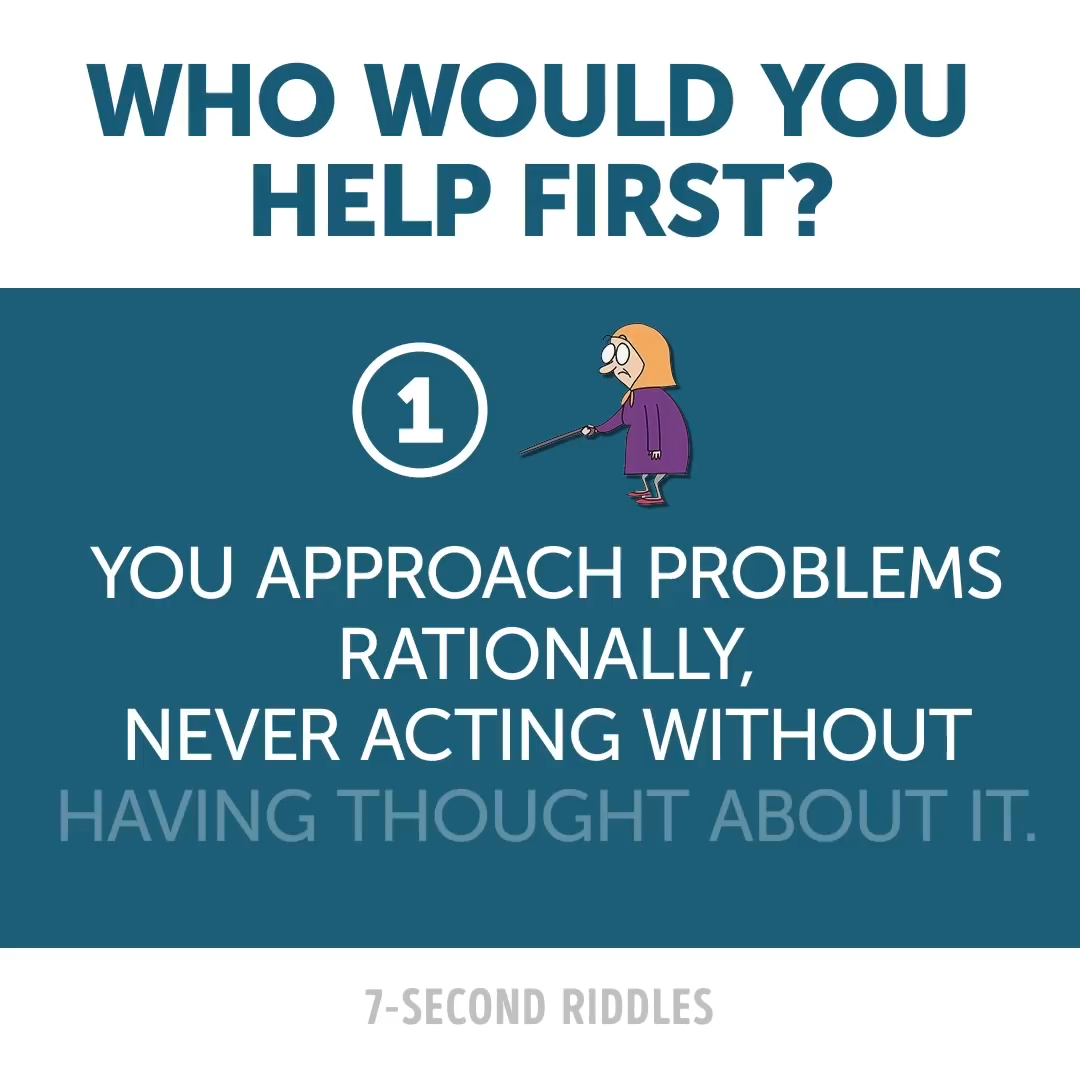 WHO WOULD YOU
HELP FIRST?
1
YOU APPROACH PROBLEMS
RATIONALLY,
NEVER ACTING WITHOUT
HAVING THOUGHT ABOUT IT.
7-SECOND RIDDLES